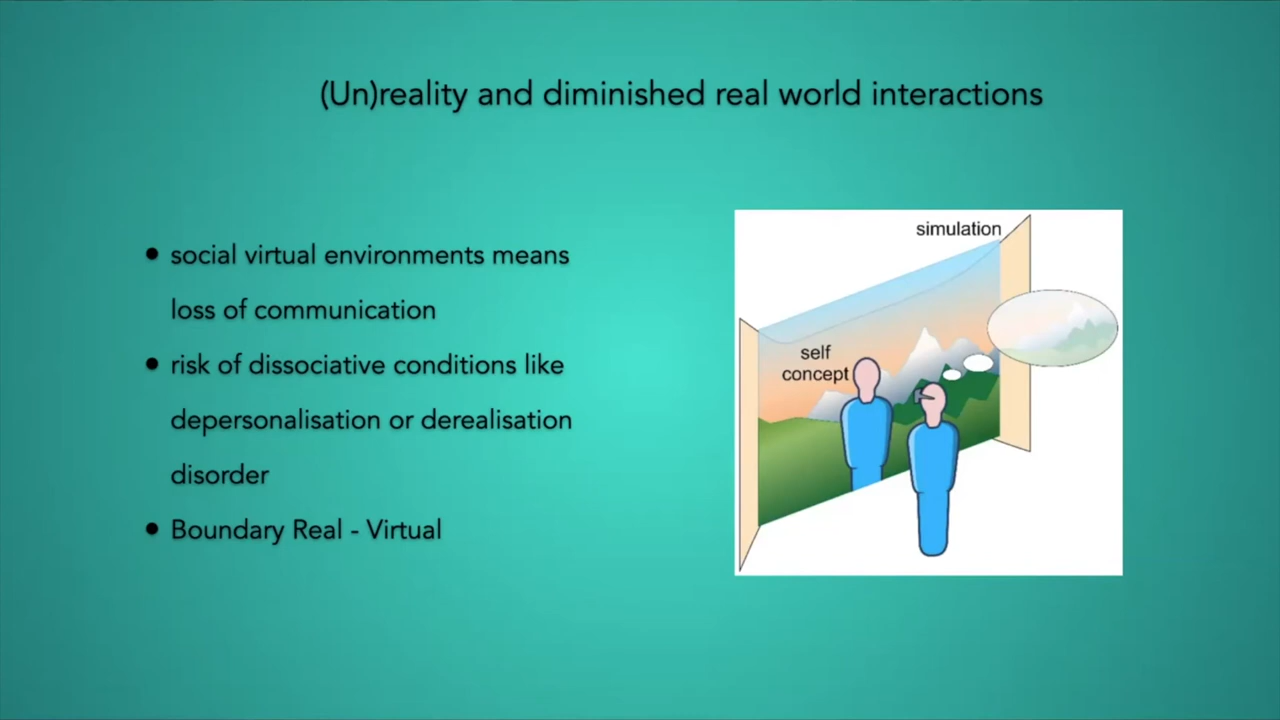 (Un)reality and diminished real world interactions
• social virtual environments means
loss of communication
• risk of dissociative conditions like
depersonalisation or derealisation
disorder
• Boundary Real - Virtual
simulation
self
concept